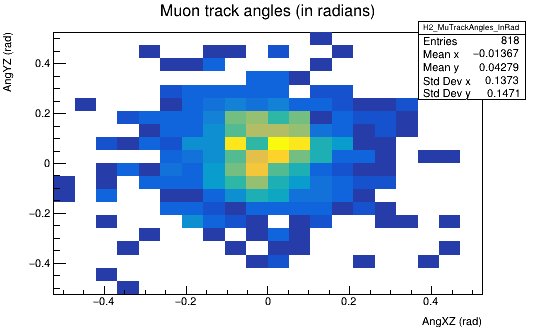 Muon track angles (in radians)
H2_MuTrackAngles_InRad
Entries 818
Mean x −0.01367
Mean y 0.04279
Std Dev x 0.1373
Std Dev y 0.1471
AngYZ (rad)
0.4
0.2
0
−0.2
−0.4
−0.4 −0.2 0 0.2 0.4
AngXZ (rad)